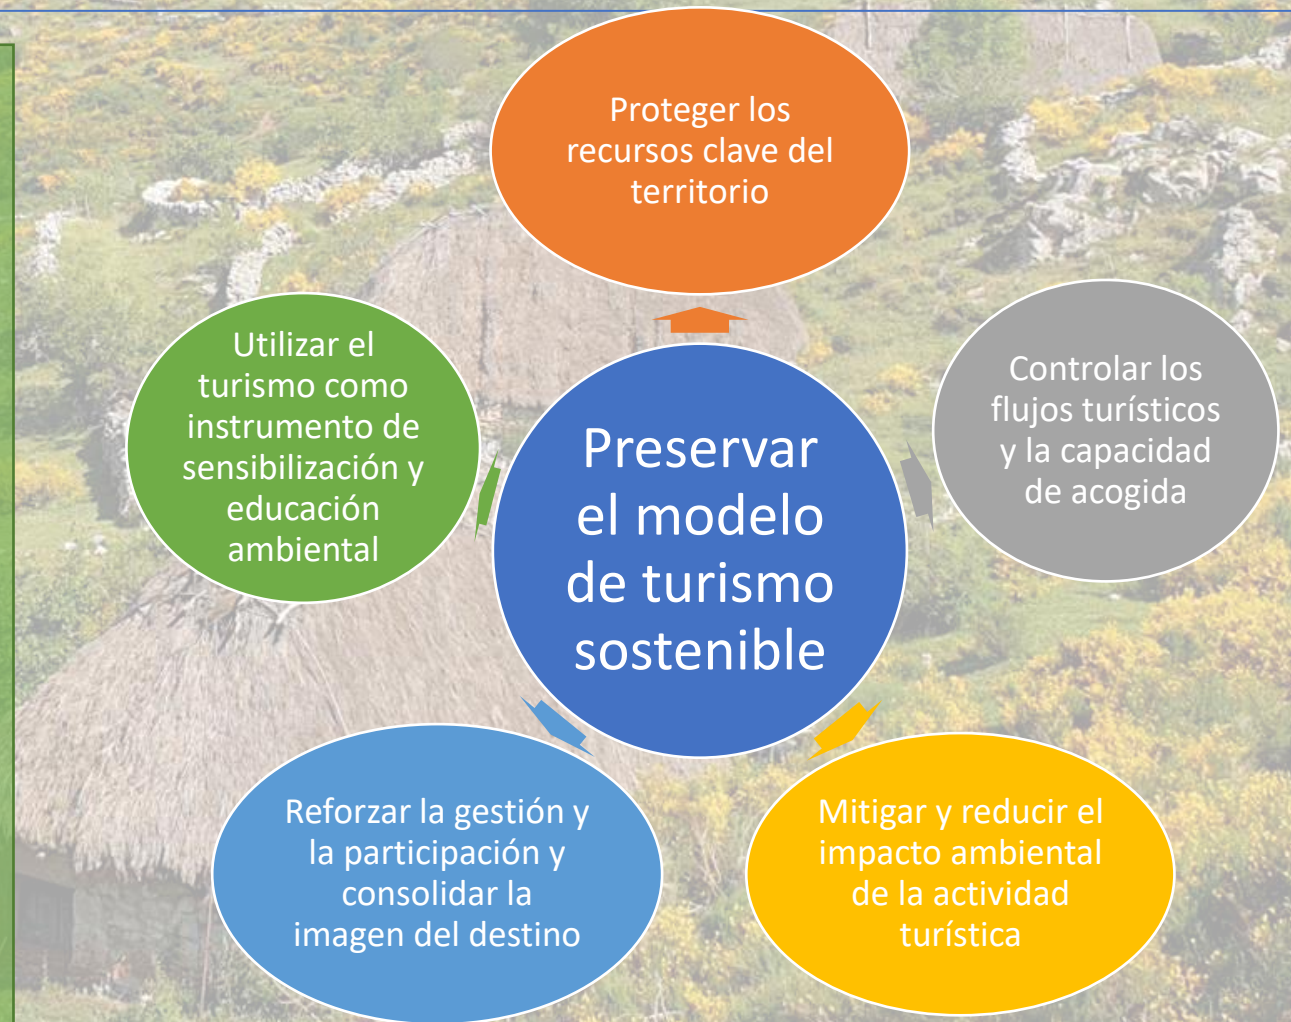 Proteger los
recursos clave del
territorio
Utilizar el
turismo como
instrumento de
sensibilización y
educación
ambiental
Controlar los
flujos turísticos
y la capacidad
de acogida
Preservar
el modelo
de turismo
sostenible
Reforzar la gestión y
la participación y
consolidar la
imagen del destino
Mitigar y reducir el
impacto ambiental
de la actividad
turística